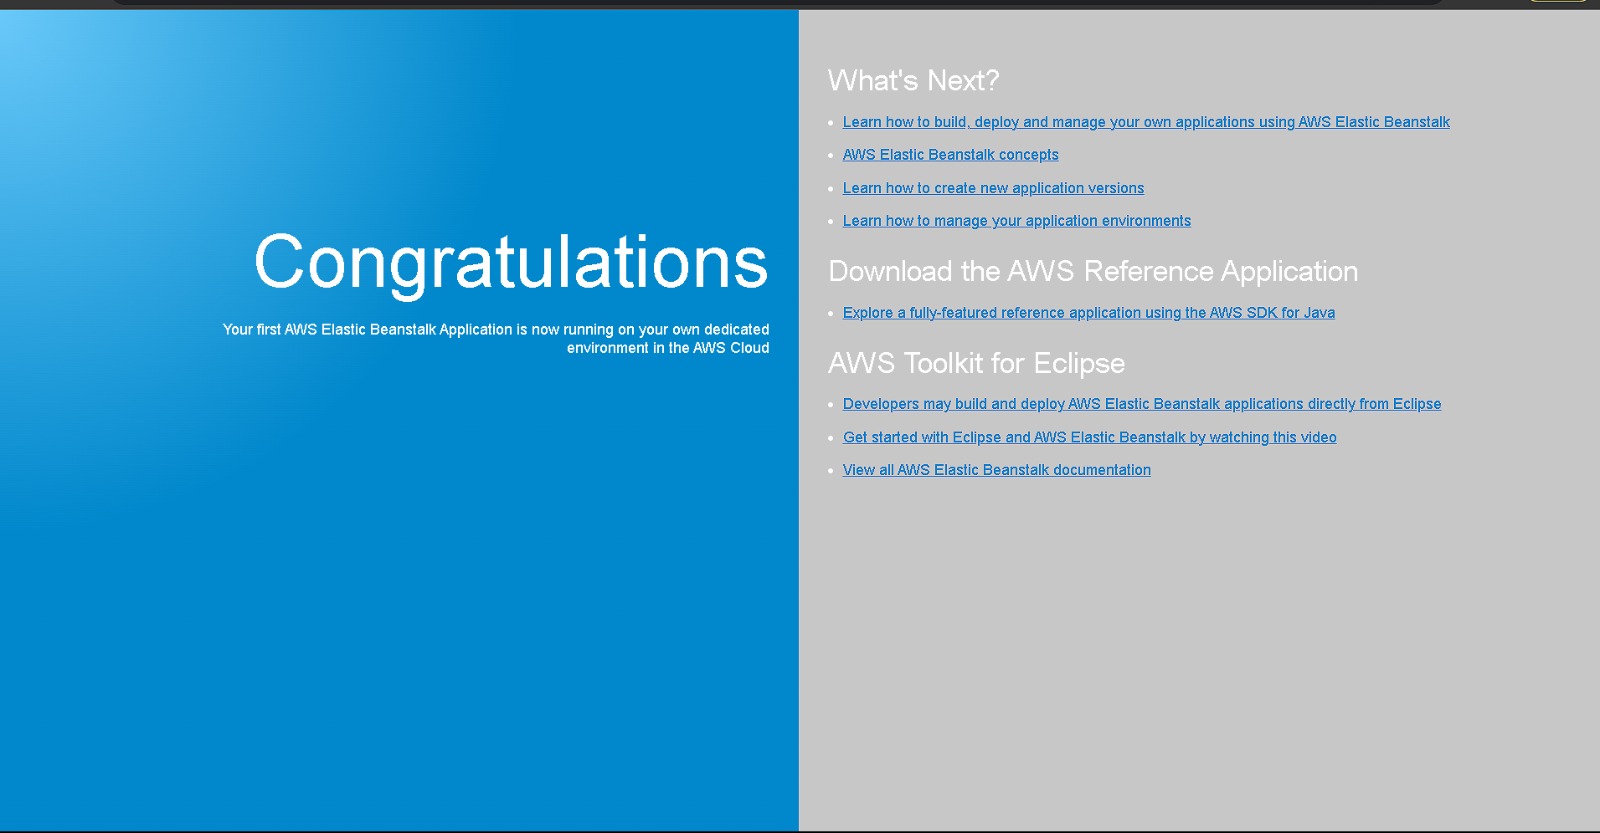 Congratulations
Your first AWS Elastic Beanstalk Application is now running on your own dedicated
environment in the AWS Cloud
What's Next?
Learn how to build, deploy and manage your own applications using AWS Elastic Beanstalk
AWS Elastic Beanstalk concepts
Learn how to create new application versions
Learn how to manage your application environments
Download the AWS Reference Application
Explore a fully-featured reference application using the AWS SDK for Java
AWS Toolkit for Eclipse
Developers may build and deploy AWS Elastic Beanstalk applications directly from Eclipse
Get started with Eclipse and AWS Elastic Beanstalk by watching this video
View all AWS Elastic Beanstalk documentation